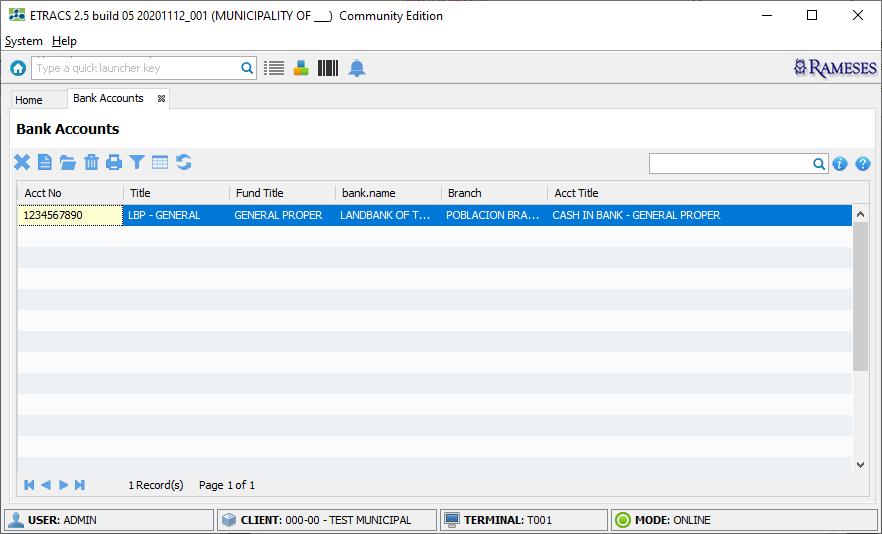 ETRACS 2.5 build 05 20201112_001 (MUNICIPALITY OF ___) Community Edition
System Help
Type a quick launcher key
RAMESES
Home Bank Accounts
Bank Accounts
Acct No Title Fund Title bank.name Branch Acct Title
1234567890 LBP - GENERAL GENERAL PROPER LANDBANK OF T... POBLACION BRA... CASH IN BANK - GENERAL PROPER
1 Record(s) Page 1 of 1
USER: ADMIN CLIENT: 000-00 - TEST MUNICIPAL TERMINAL: T001 MODE: ONLINE